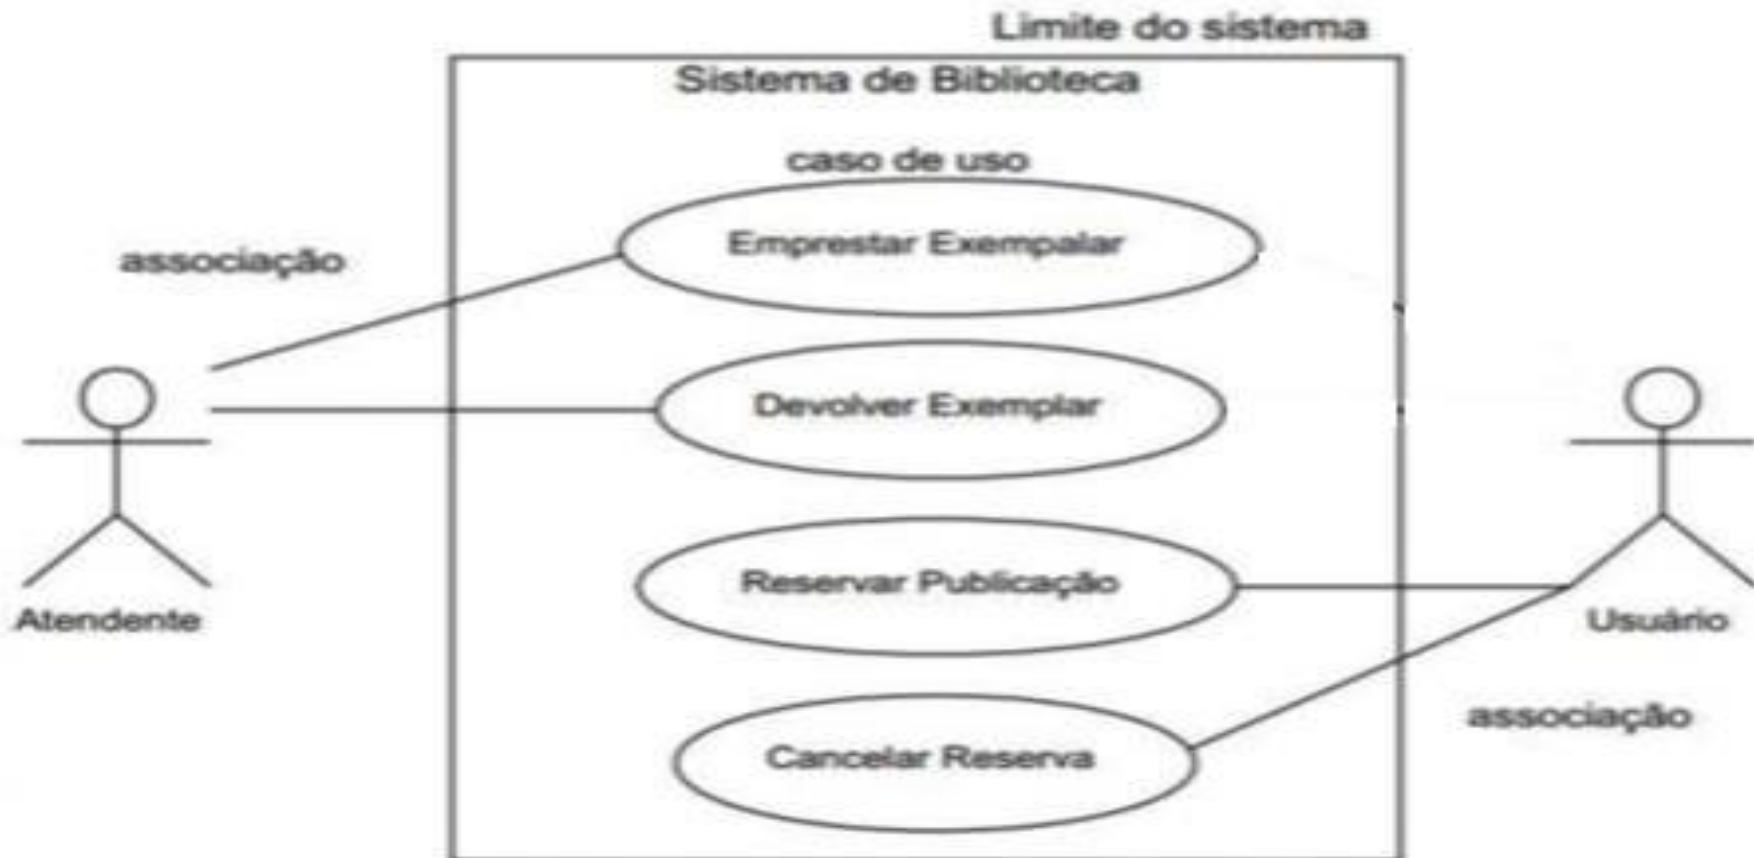 Limite do sistema
Sistema de Biblioteca
caso de uso
Emprestar Exempalar
associação
Devolver Exemplar
Reservar Publicação
Atendente
Usuário
associação
Cancelar Reserva